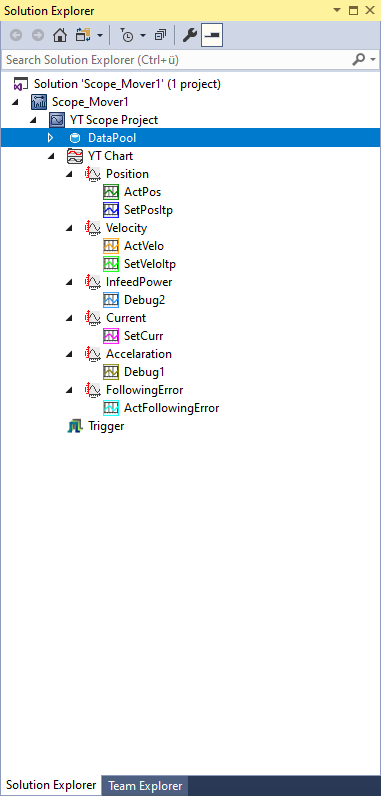 Solution Explorer
Search Solution Explorer (Ctrl+ü)
Solution 'Scope_Mover1' (1 project)
Scope_Mover1
YT Scope Project
DataPool
YT Chart
Position
ActPos
SetPosItp
Velocity
ActVelo
SetVeloItp
InfeedPower
Debug2
Current
SetCurr
Accelaration
Debug1
FollowingError
ActFollowingError
Trigger
Solution Explorer Team Explorer